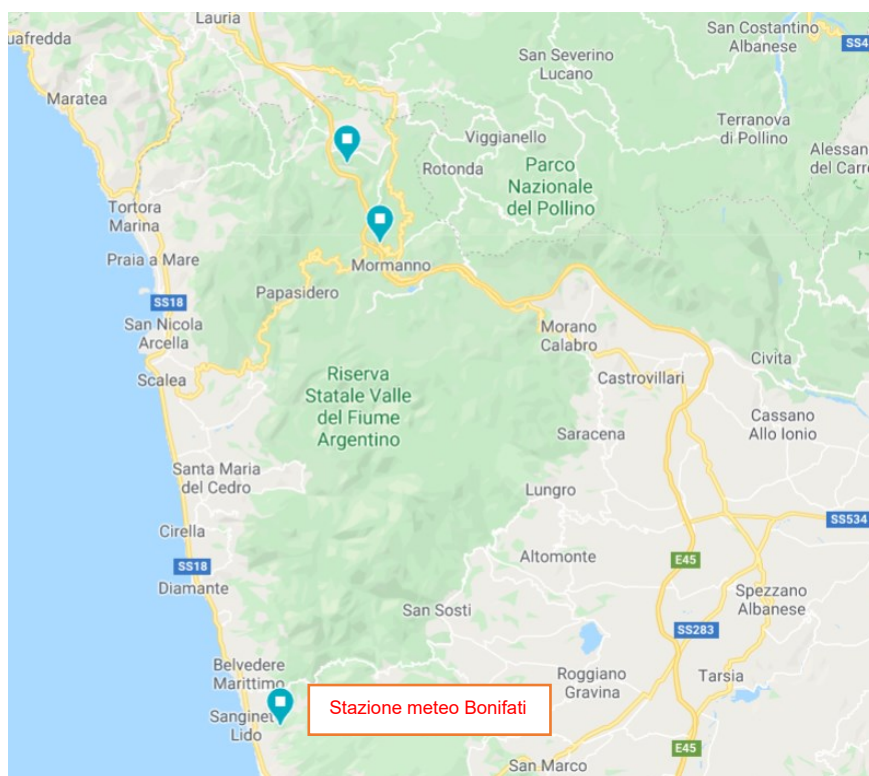 Lauria
San Costantino
Albanese
uafredda
SS4
San Severino
Lucano
Maratea
Terranova
di Pollino
Viggianello
Alessan
del Carre
Rotonda
Parco
Nazionale
del Pollino
Tortora
Marina
Praia a Mare
Mormanno
Papasidero
SS18
San Nicola
Arcella
Morano
Calabro
Civita
Scalea
Riserva
Statale Valle
del Fiume
Argentino
Castrovillari
Cassano
Allo Ionio
Saracena
Santa Maria
del Cedro
Lungro
SS534
Cirella
Altomonte
E45
SS18
Diamante
Spezzano
Albanese
San Sosti
SS283
Belvedere
Marittimo
Roggiano
Gravina
Tarsia
Sanginet
Lido
Stazione meteo Bonifati
E45
San Marco